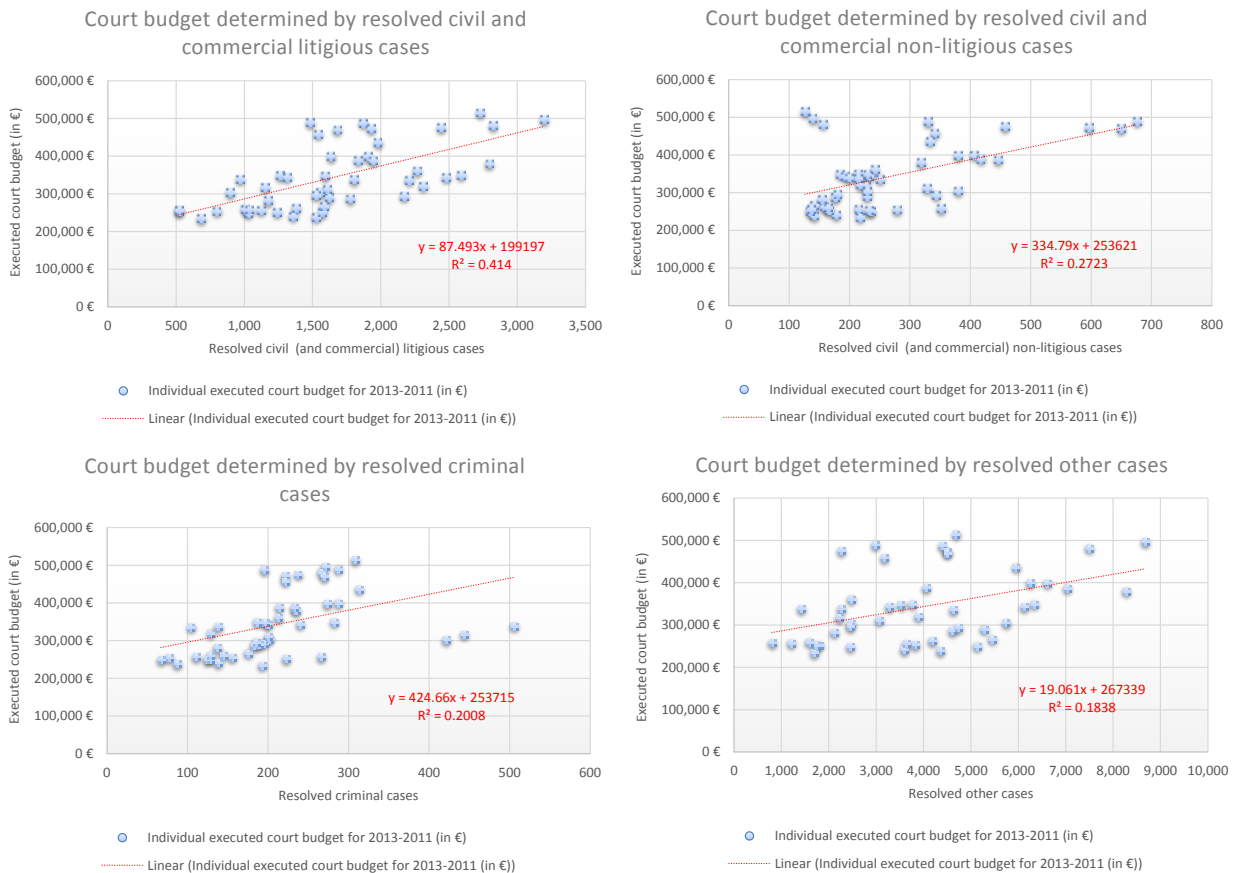 Court budget determined by resolved civil and
commercial litigious cases
600,000 €
500,000 €
400,000 €
300,000 €
200,000 €
100,000 €
0 €
Executed court budget (in €)
y = 87.493x + 199197
R² = 0.414
0 500 1,000 1,500 2,000 2,500 3,000 3,500
Resolved civil (and commercial) litigious cases
Individual executed court budget for 2013-2011 (in €)
Linear (Individual executed court budget for 2013-2011 (in €))
Court budget determined by resolved civil and
commercial non-litigious cases
600,000 €
500,000 €
400,000 €
300,000 €
200,000 €
100,000 €
0 €
Executed court budget (in €)
y = 334.79x + 253621
R² = 0.2723
0 100 200 300 400 500 600 700 800
Resolved civil (and commercial) non-litigious cases
Individual executed court budget for 2013-2011 (in €)
Linear (Individual executed court budget for 2013-2011 (in €))
Court budget determined by resolved criminal
cases
600,000 €
500,000 €
400,000 €
300,000 €
200,000 €
100,000 €
0 €
Executed court budget (in €)
y = 424.66x + 253715
R² = 0.2008
0 100 200 300 400 500 600
Resolved criminal cases
Individual executed court budget for 2013-2011 (in €)
Linear (Individual executed court budget for 2013-2011 (in €))
Court budget determined by resolved other cases
600,000 €
500,000 €
400,000 €
300,000 €
200,000 €
100,000 €
0 €
Executed court budget (in €)
y = 19.061x + 267339
R² = 0.1838
0 1,000 2,000 3,000 4,000 5,000 6,000 7,000 8,000 9,000 10,000
Resolved other cases
Individual executed court budget for 2013-2011 (in €)
Linear (Individual executed court budget for 2013-2011 (in €))